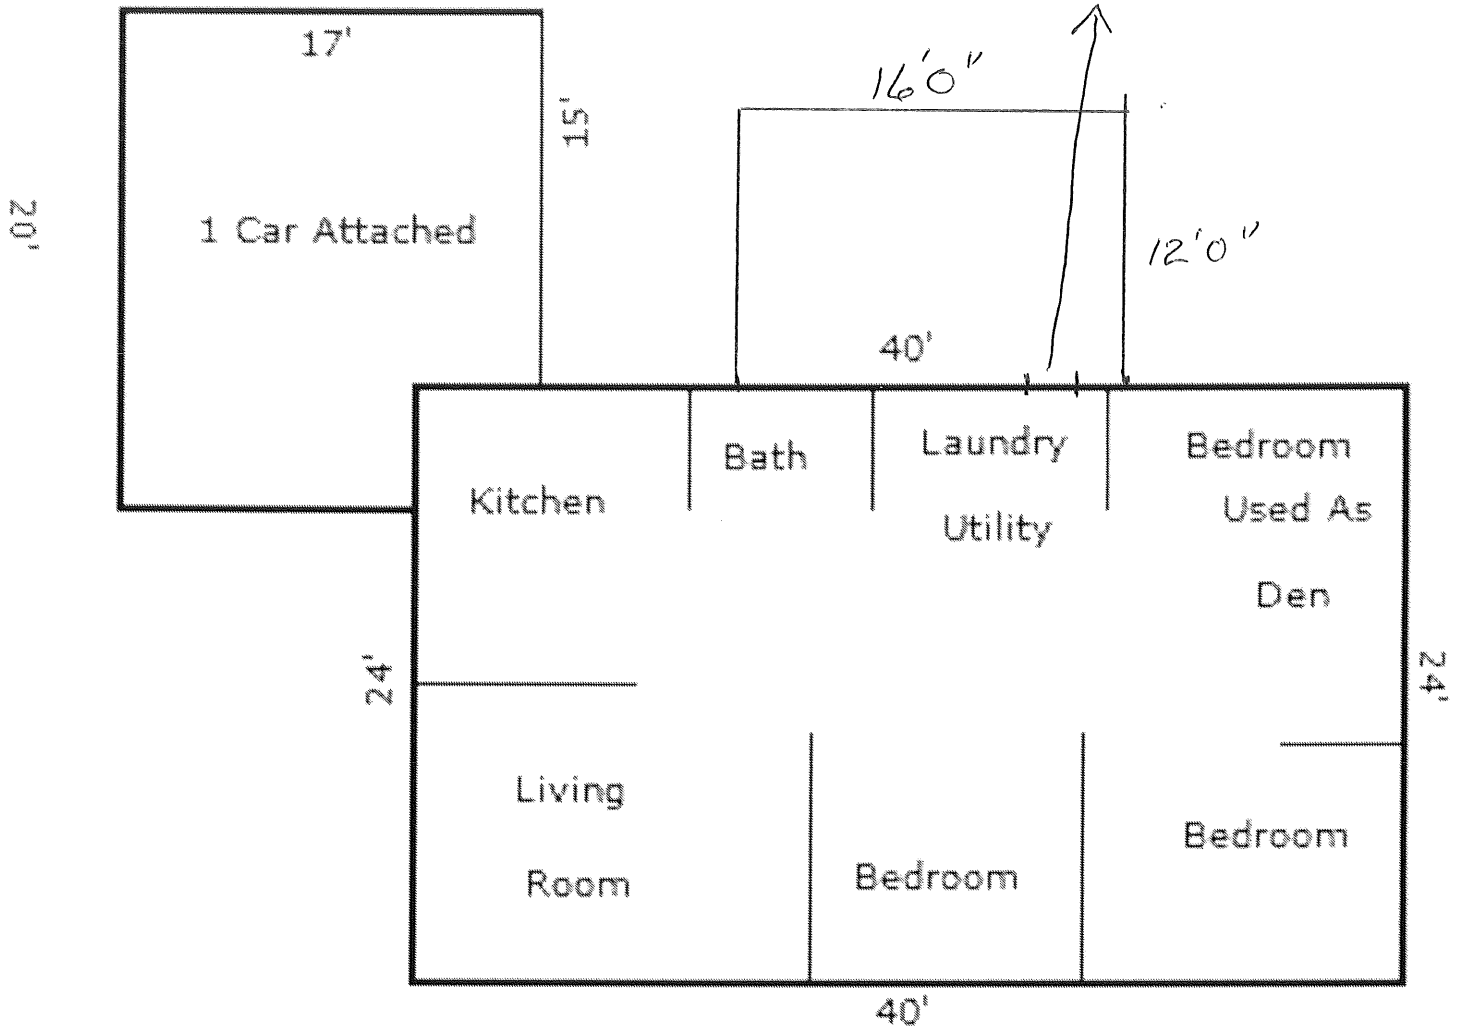 17'
16'0"
15'
20'
1 Car Attached
12'0"
40'
Bath
Laundry
Utility
Bedroom
Used As
Den
Kitchen
24'
24'
Living
Room
Bedroom
Bedroom
40'